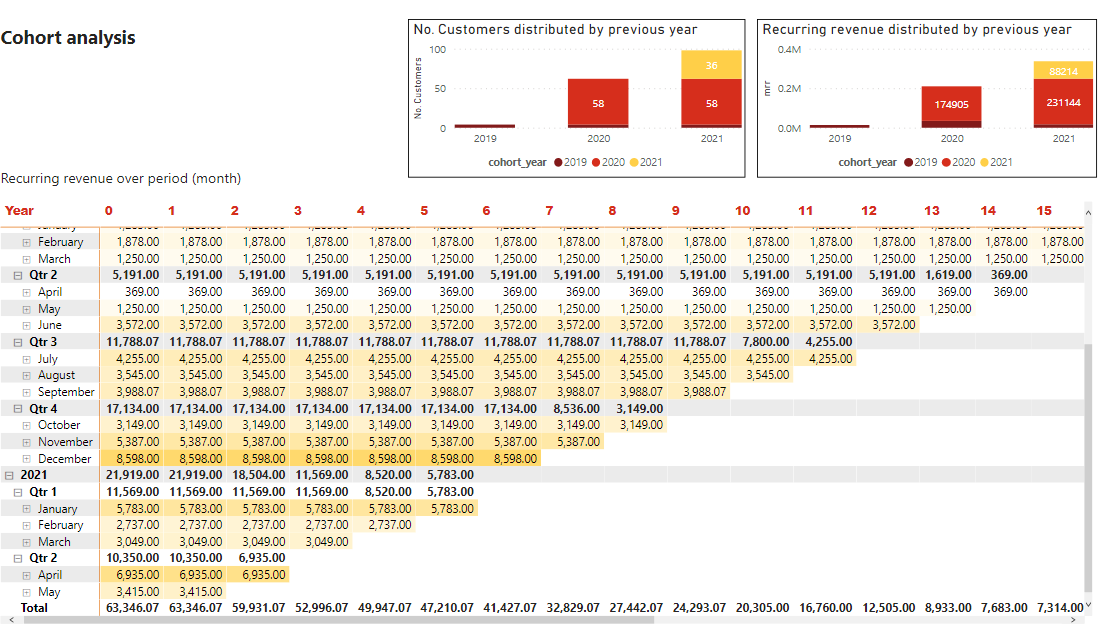 Cohort analysis
No. Customers distributed by previous year
100
50
0
No. Customers
36
58
58
2019 2020 2021
cohort_year 2019 2020 2021
Recurring revenue distributed by previous year
0.4M
0.2M
0.0M
mrr
88214
174905
231144
2019 2020 2021
cohort_year 2019 2020 2021
Recurring revenue over period (month)
Year 0 1 2 3 4 5 6 7 8 9 10 11 12 13 14 15
February 1,878.00 1,878.00 1,878.00 1,878.00 1,878.00 1,878.00 1,878.00 1,878.00 1,878.00 1,878.00 1,878.00 1,878.00 1,878.00 1,878.00 1,878.00 1,878.00
March 1,250.00 1,250.00 1,250.00 1,250.00 1,250.00 1,250.00 1,250.00 1,250.00 1,250.00 1,250.00 1,250.00 1,250.00 1,250.00 1,250.00 1,250.00 1,250.00
Qtr 2 5,191.00 5,191.00 5,191.00 5,191.00 5,191.00 5,191.00 5,191.00 5,191.00 5,191.00 5,191.00 5,191.00 5,191.00 5,191.00 1,619.00 369.00
April 369.00 369.00 369.00 369.00 369.00 369.00 369.00 369.00 369.00 369.00 369.00 369.00 369.00 369.00 369.00
May 1,250.00 1,250.00 1,250.00 1,250.00 1,250.00 1,250.00 1,250.00 1,250.00 1,250.00 1,250.00 1,250.00 1,250.00 1,250.00 1,250.00
June 3,572.00 3,572.00 3,572.00 3,572.00 3,572.00 3,572.00 3,572.00 3,572.00 3,572.00 3,572.00 3,572.00 3,572.00 3,572.00
Qtr 3 11,788.07 11,788.07 11,788.07 11,788.07 11,788.07 11,788.07 11,788.07 11,788.07 11,788.07 11,788.07 7,800.00 4,255.00
July 4,255.00 4,255.00 4,255.00 4,255.00 4,255.00 4,255.00 4,255.00 4,255.00 4,255.00 4,255.00 4,255.00 4,255.00
August 3,545.00 3,545.00 3,545.00 3,545.00 3,545.00 3,545.00 3,545.00 3,545.00 3,545.00 3,545.00 3,545.00
September 3,988.07 3,988.07 3,988.07 3,988.07 3,988.07 3,988.07 3,988.07 3,988.07 3,988.07 3,988.07
Qtr 4 17,134.00 17,134.00 17,134.00 17,134.00 17,134.00 17,134.00 17,134.00 8,536.00 3,149.00
October 3,149.00 3,149.00 3,149.00 3,149.00 3,149.00 3,149.00 3,149.00 3,149.00 3,149.00
November 5,387.00 5,387.00 5,387.00 5,387.00 5,387.00 5,387.00 5,387.00 5,387.00
December 8,598.00 8,598.00 8,598.00 8,598.00 8,598.00 8,598.00 8,598.00
2021 21,919.00 21,919.00 18,504.00 11,569.00 8,520.00 5,783.00
Qtr 1 11,569.00 11,569.00 11,569.00 11,569.00 8,520.00 5,783.00
January 5,783.00 5,783.00 5,783.00 5,783.00 5,783.00 5,783.00
February 2,737.00 2,737.00 2,737.00 2,737.00 2,737.00
March 3,049.00 3,049.00 3,049.00 3,049.00
Qtr 2 10,350.00 10,350.00 6,935.00
April 6,935.00 6,935.00 6,935.00
May 3,415.00 3,415.00
Total 63,346.07 63,346.07 59,931.07 52,996.07 49,947.07 47,210.07 41,427.07 32,829.07 27,442.07 24,293.07 20,305.00 16,760.00 12,505.00 8,933.00 7,683.00 7,314.00